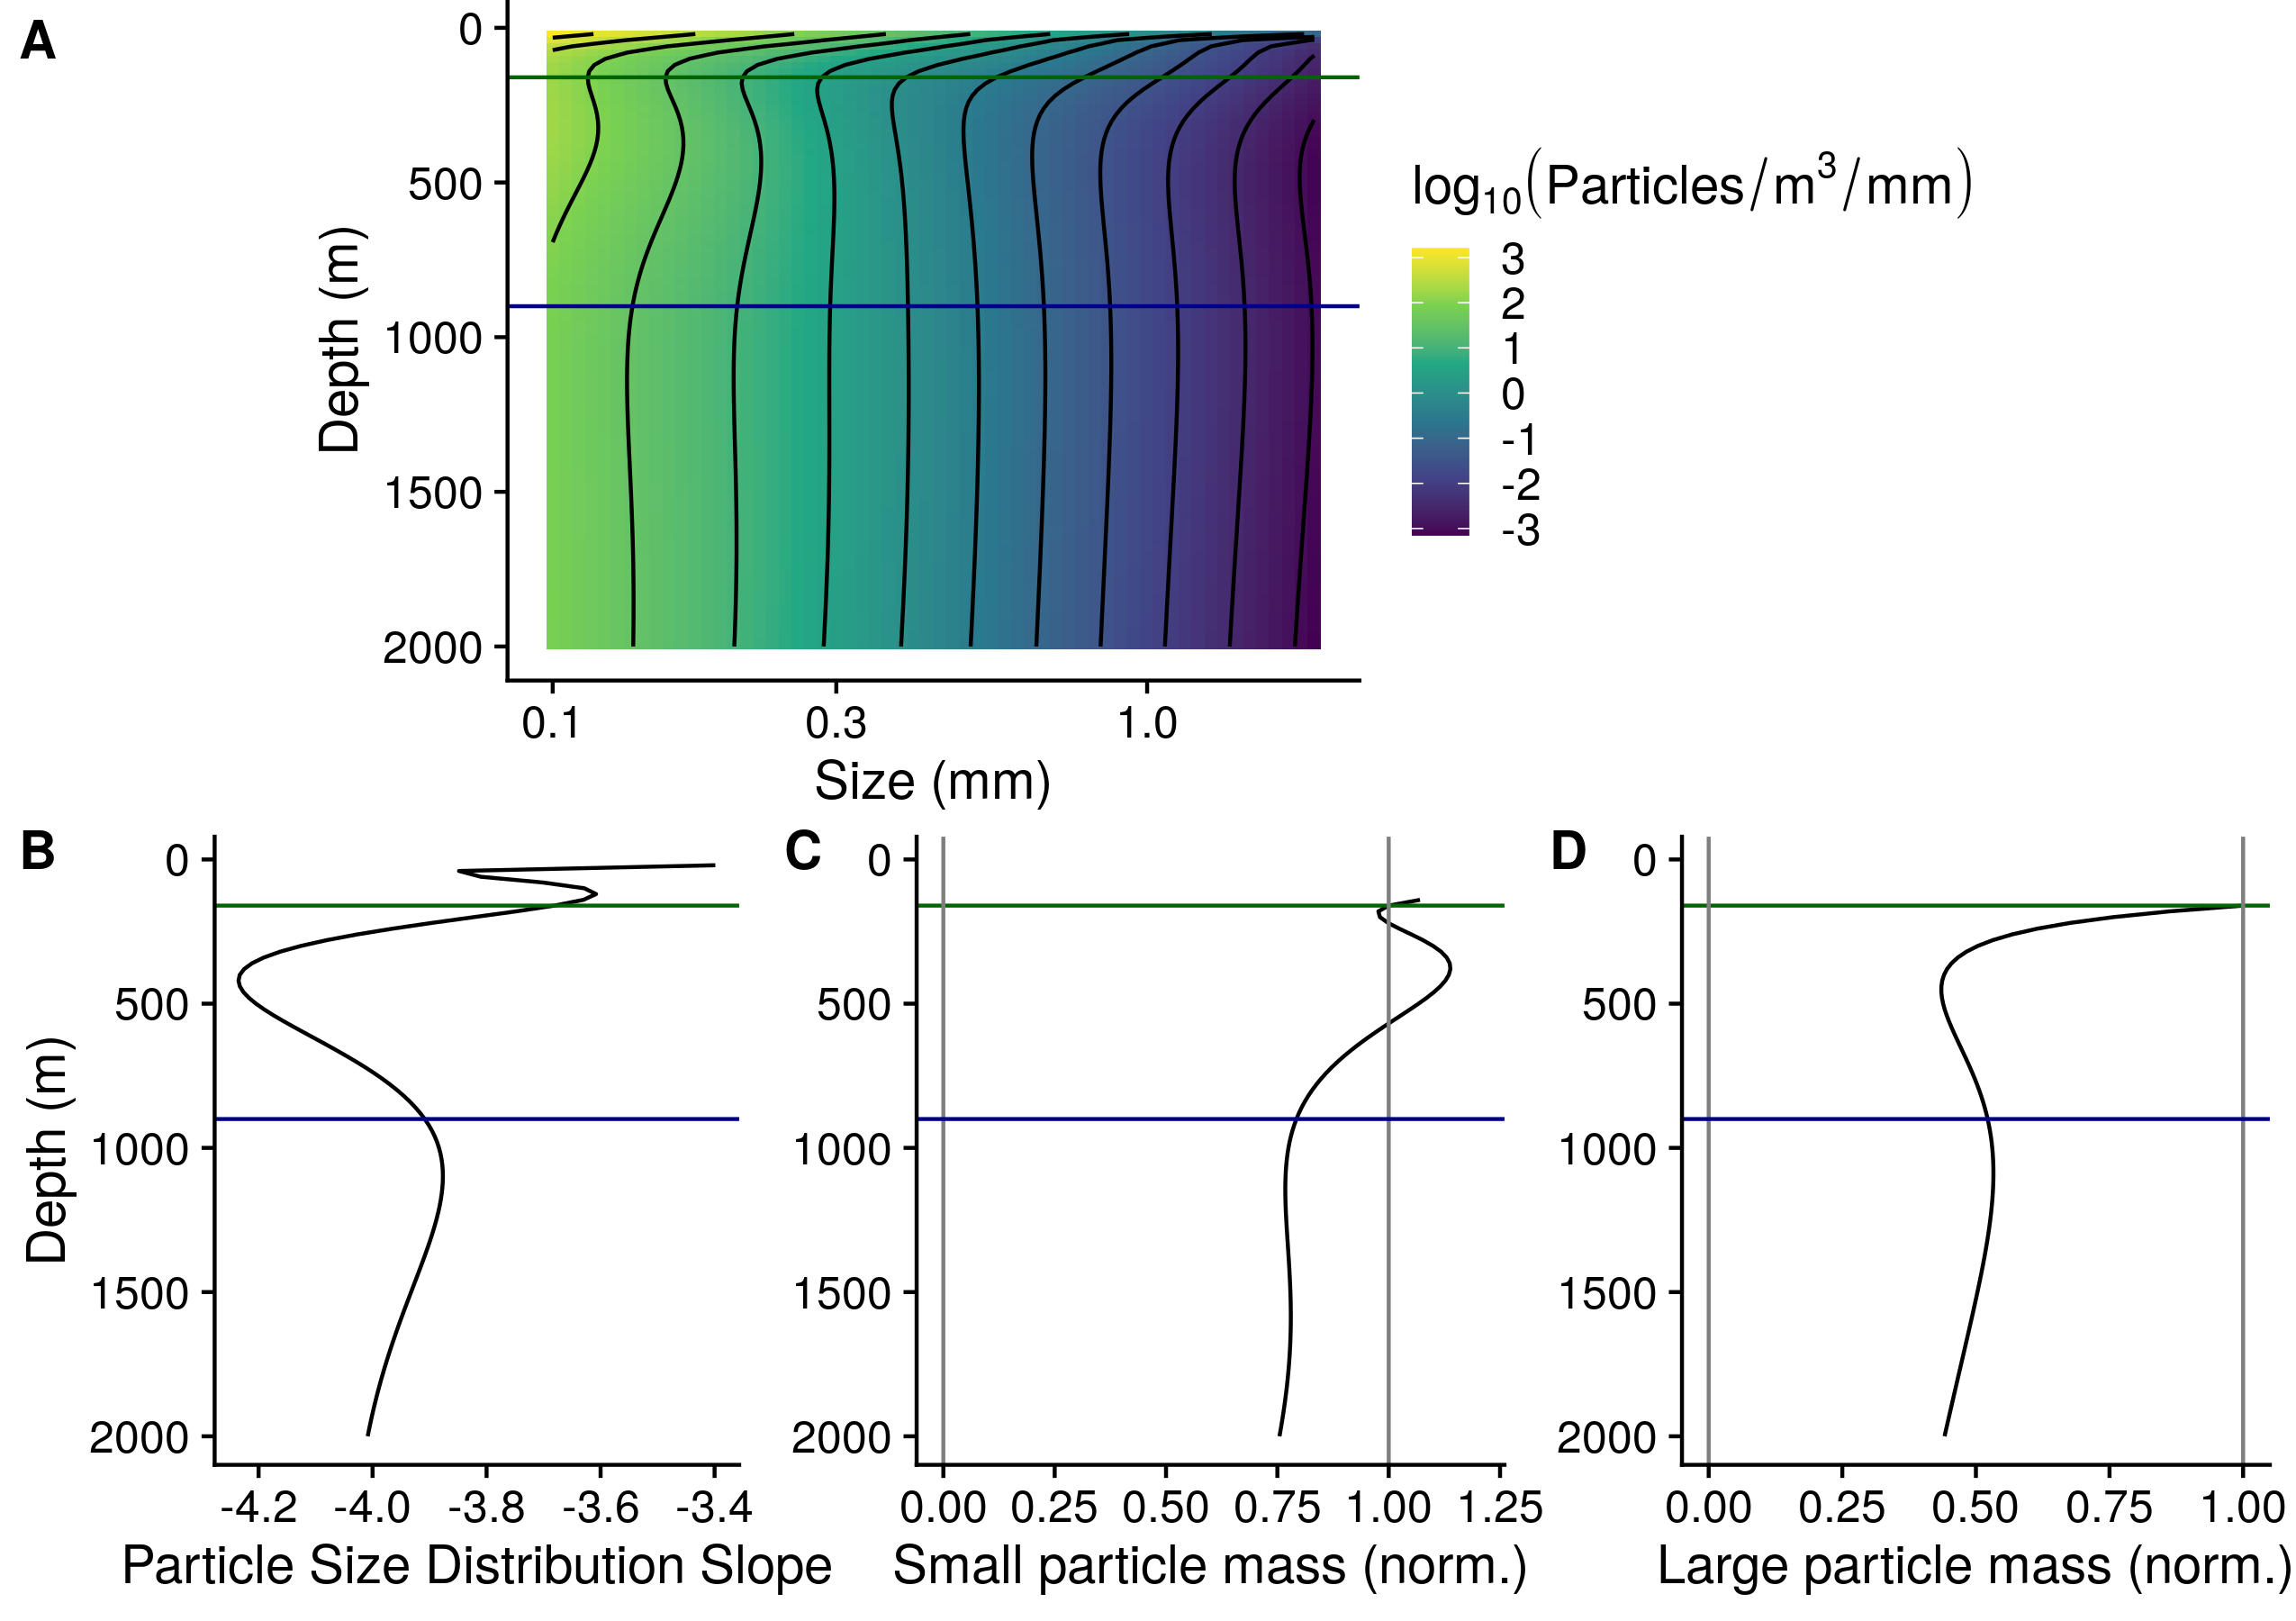 A
0
500
1000
1500
2000
Depth (m)
0.1 0.3 1.0
Size (mm)
log10(Particles/m³/mm)
3
2
1
0
-1
-2
-3
B
0
500
1000
1500
2000
Depth (m)
-4.2 -4.0 -3.8 -3.6 -3.4
Particle Size Distribution Slope
C
0
500
1000
1500
2000
0.00 0.25 0.50 0.75 1.00 1.25
Small particle mass (norm.)
D
0
500
1000
1500
2000
0.00 0.25 0.50 0.75 1.00
Large particle mass (norm.)